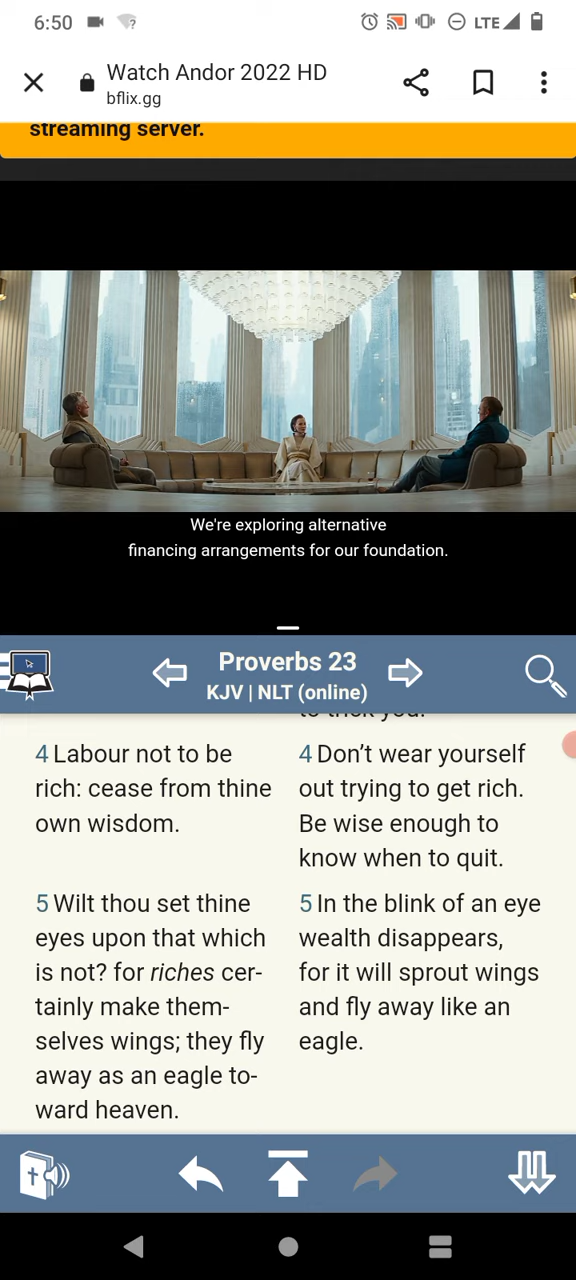 6:50
LTE
Watch Andor 2022 HD
bflix.gg
streaming server.
We're exploring alternative
financing arrangements for our foundation.
Proverbs 23
KJV | NLT (online)
to trick you.
4 Labour not to be
rich: cease from thine
own wisdom.
5 Wilt thou set thine
eyes upon that which
is not? for riches cer-
tainly make them-
selves wings; they fly
away as an eagle to-
ward heaven.
4 Don’t wear yourself
out trying to get rich.
Be wise enough to
know when to quit.
5 In the blink of an eye
wealth disappears,
for it will sprout wings
and fly away like an
eagle.